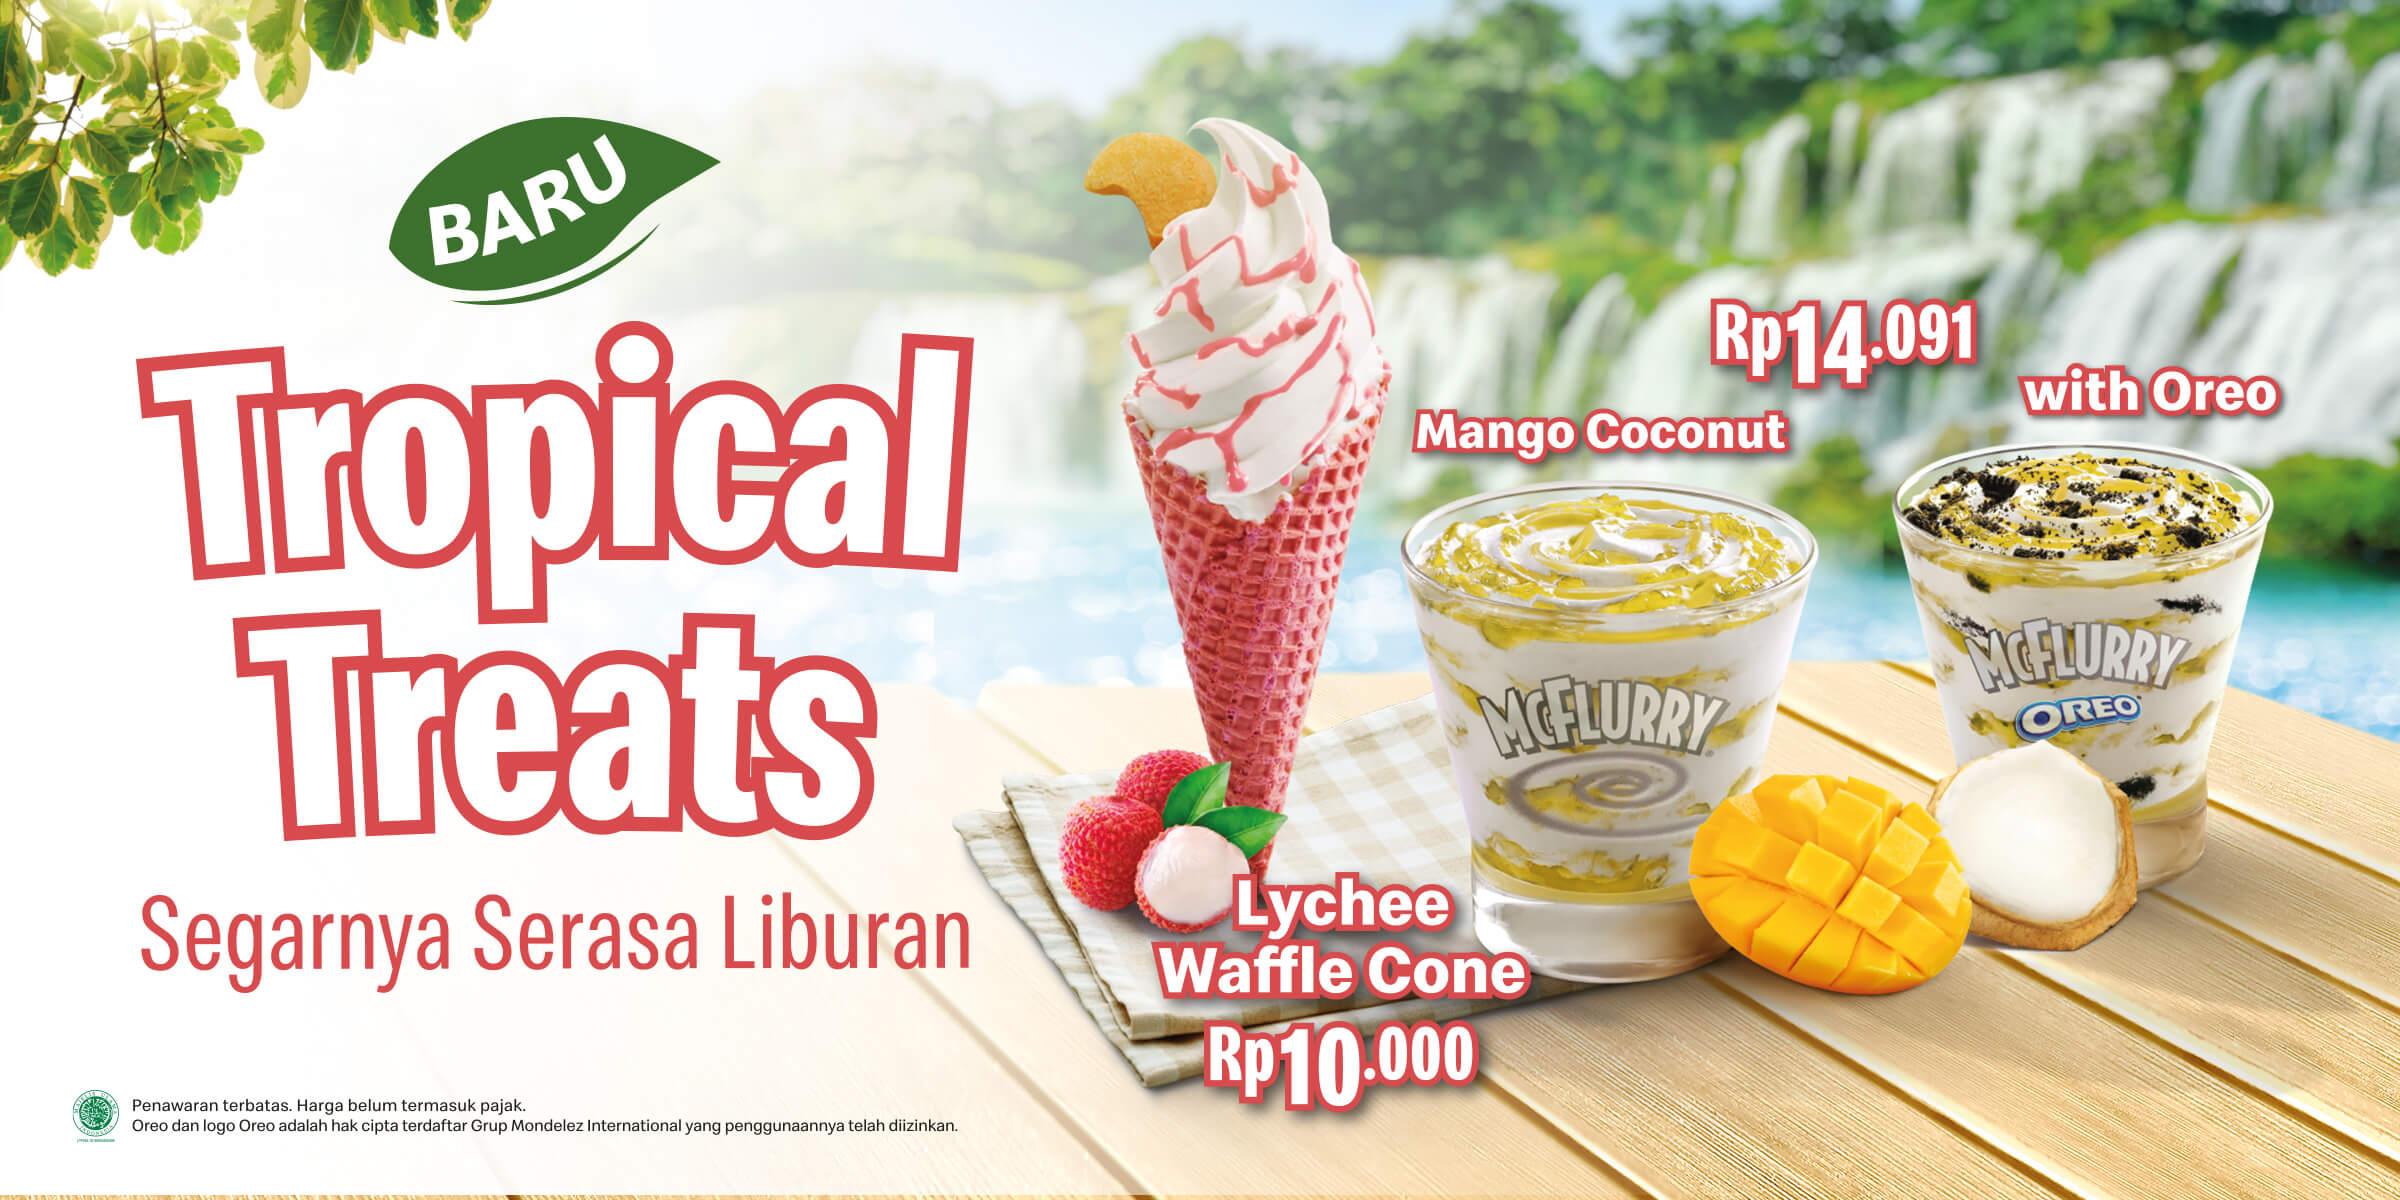 BARU
Tropical
Treats
Segarnya Serasa Liburan
Rp14.091
Mango Coconut
with Oreo
McFLURRY
McFLURRY
OREO
Lychee
Waffle Cone
Rp10.000
Penawaran terbatas. Harga belum termasuk pajak.
Oreo dan logo Oreo adalah hak cipta terdaftar Grup Mondelez International yang penggunaannya telah diizinkan.